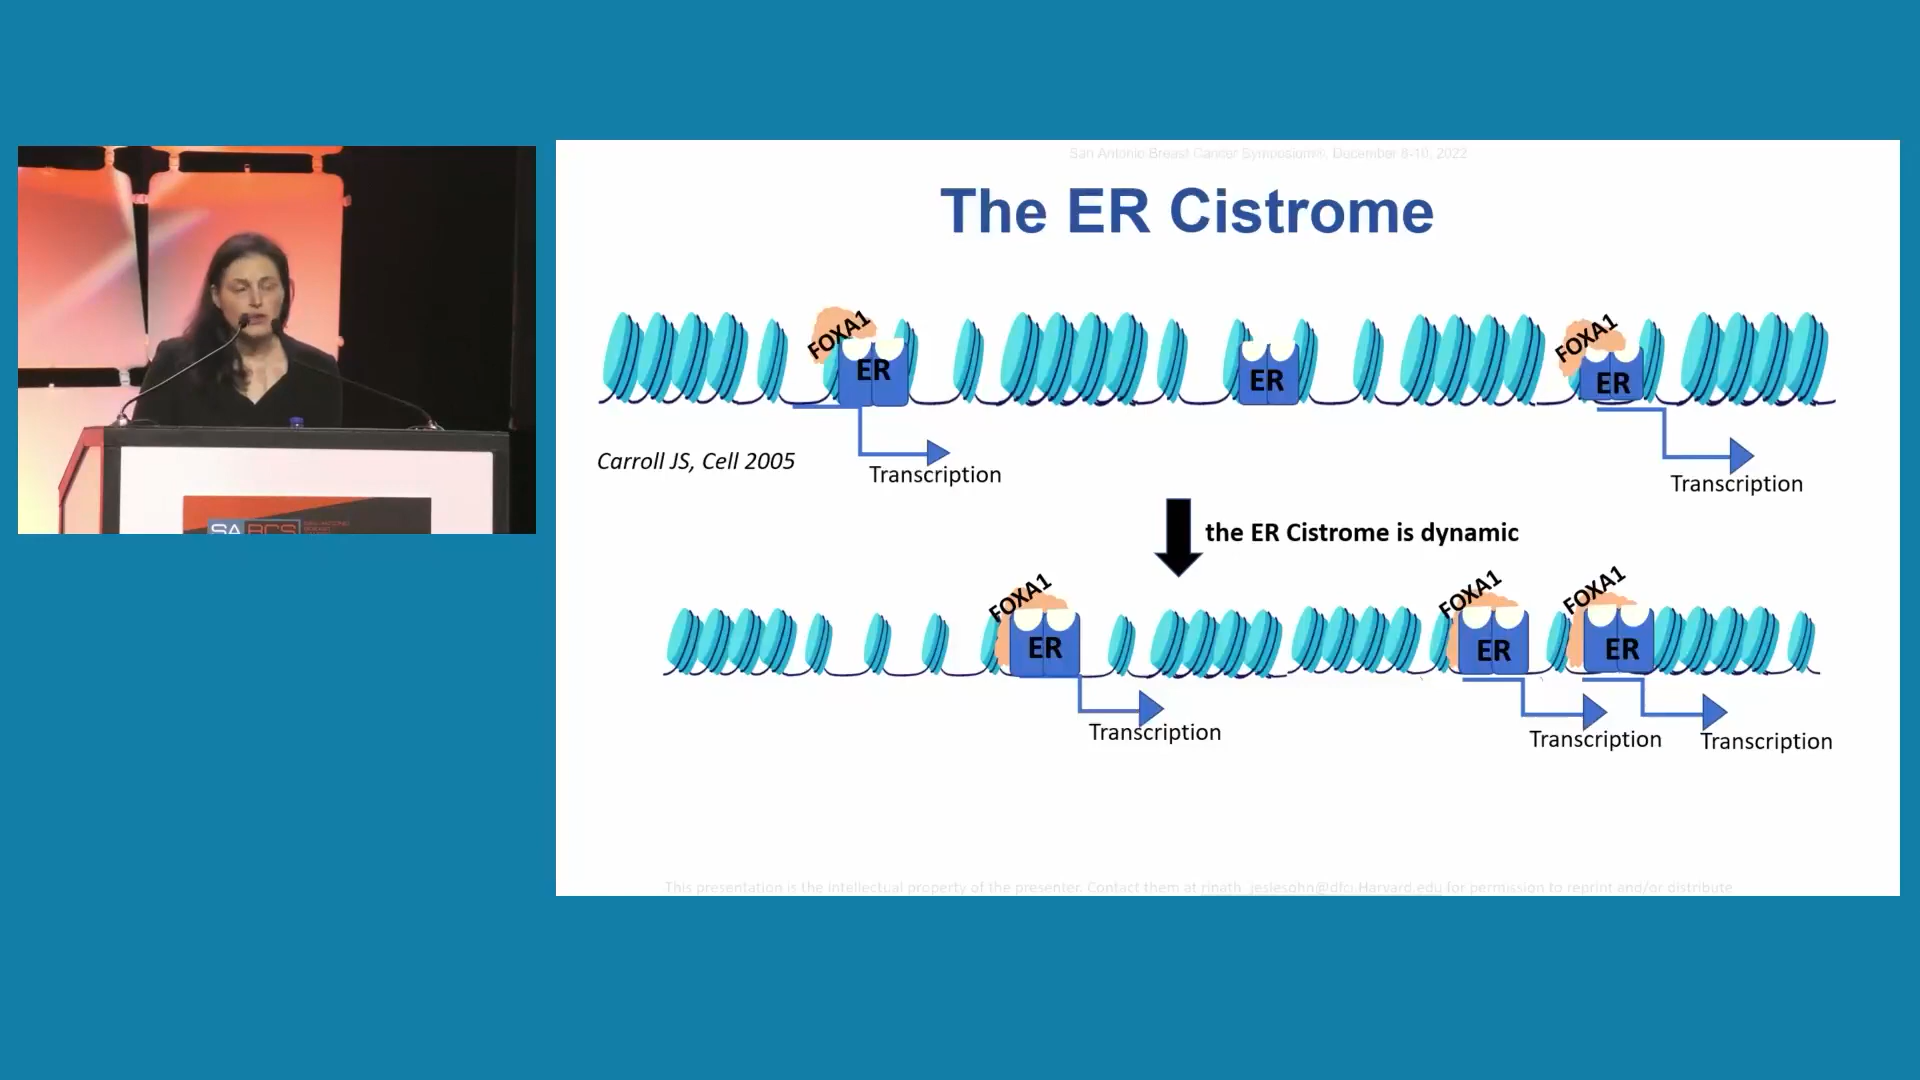 San Antonio Breast Cancer Symposium®, December 6-10, 2022
The ER Cistrome
FOXA1
ER
ER
FOXA1
ER
Carroll JS, Cell 2005
Transcription
Transcription
the ER Cistrome is dynamic
FOXA1
ER
FOXA1
ER
FOXA1
ER
Transcription
Transcription
Transcription
This presentation is the intellectual property of the presenter. Contact them at rinath_jeslesohn@dfci.Harvard.edu for permission to reprint and/or distribute
SA BCS